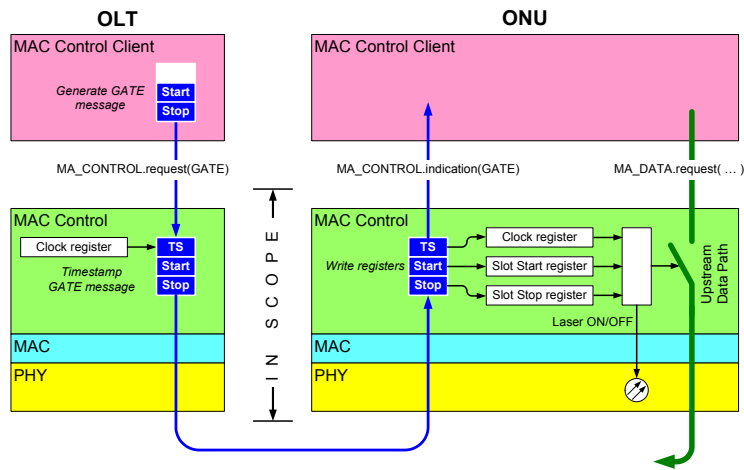 OLT
ONU
MAC Control Client
Generate GATE
message
Start
Stop
MAC Control Client
MA_CONTROL.request(GATE)
MA_CONTROL.indication(GATE)
MA_DATA.request( ... )
MAC Control
Clock register
TS
Timestamp
GATE message
Start
Stop
IN SCOPE
MAC Control
TS
Write registers
Start
Stop
Clock register
Slot Start register
Slot Stop register
Laser ON/OFF
Upstream
Data Path
MAC
MAC
PHY
PHY